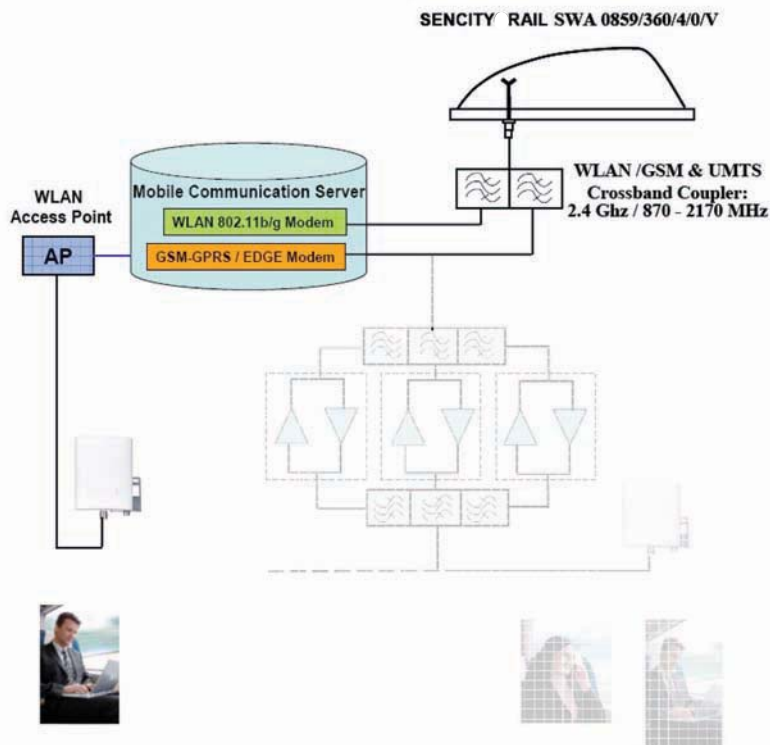 SENCITY RAIL SWA 0859/360/4/0/V
WLAN /GSM & UMTS
Crossband Coupler:
2.4 Ghz / 870 - 2170 MHz
Mobile Communication Server
WLAN 802.11b/g Modem
GSM-GPRS / EDGE Modem
WLAN
Access Point
AP